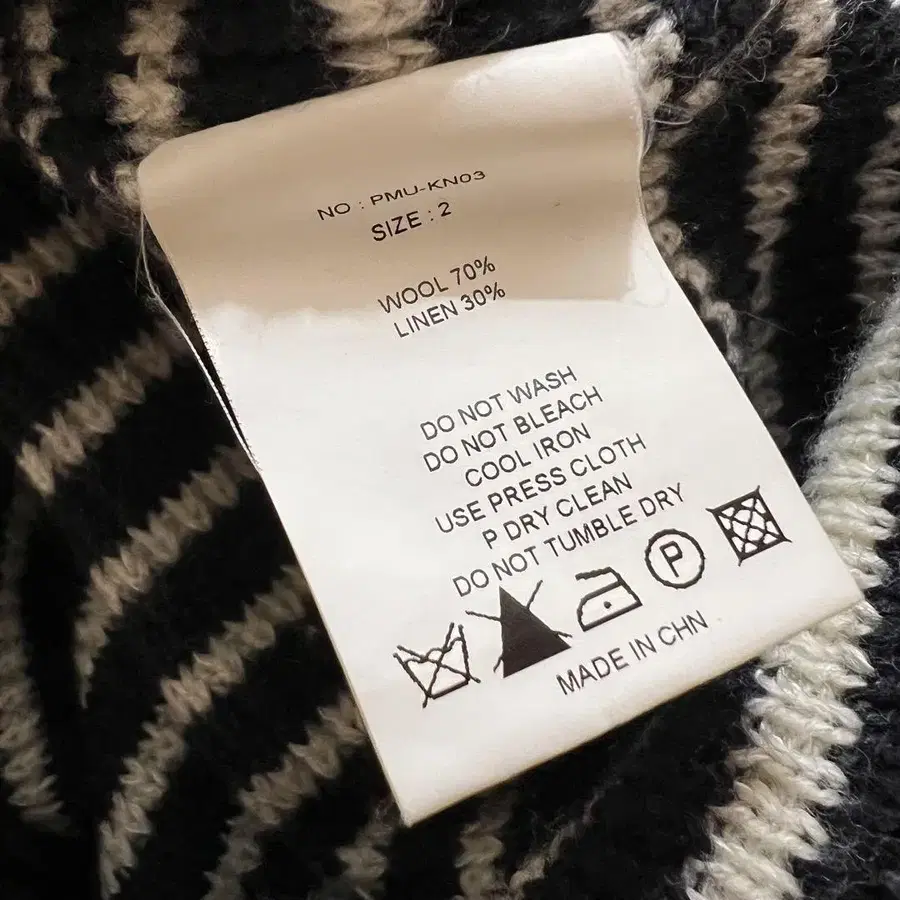 NO : PMU-KN03
SIZE : 2
WOOL 70%
LINEN 30%
DO NOT WASH
DO NOT BLEACH
COOL IRON
USE PRESS CLOTH
P DRY CLEAN
DO NOT TUMBLE DRY
P
MADE IN CHN